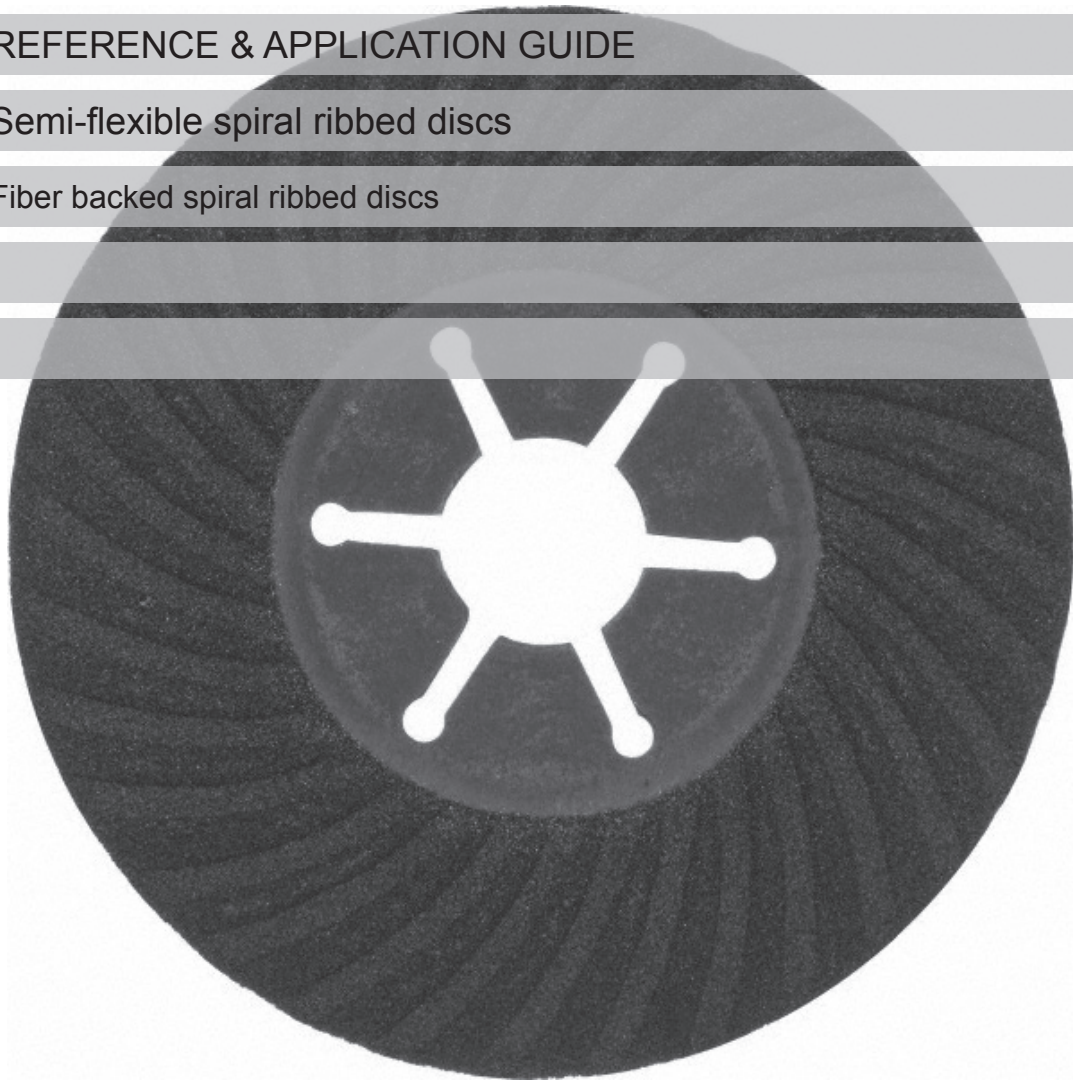 REFERENCE & APPLICATION GUIDE
Semi-flexible spiral ribbed discs
Fiber backed spiral ribbed discs